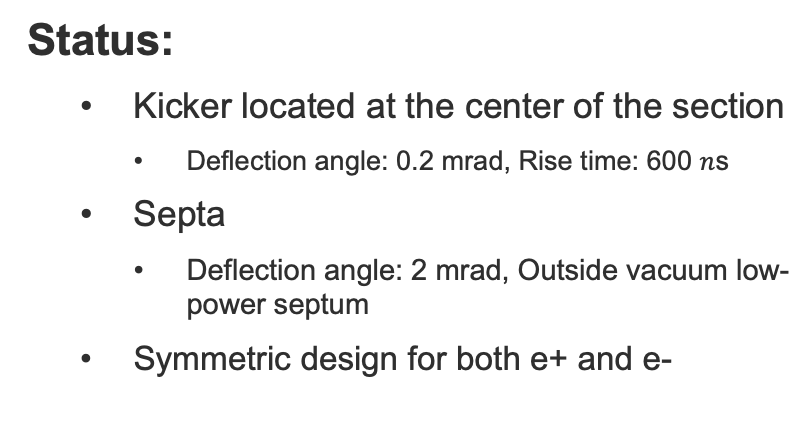 Status:
• Kicker located at the center of the section
• Deflection angle: 0.2 mrad, Rise time: 600 ns
• Septa
• Deflection angle: 2 mrad, Outside vacuum low-
power septum
• Symmetric design for both e+ and e-